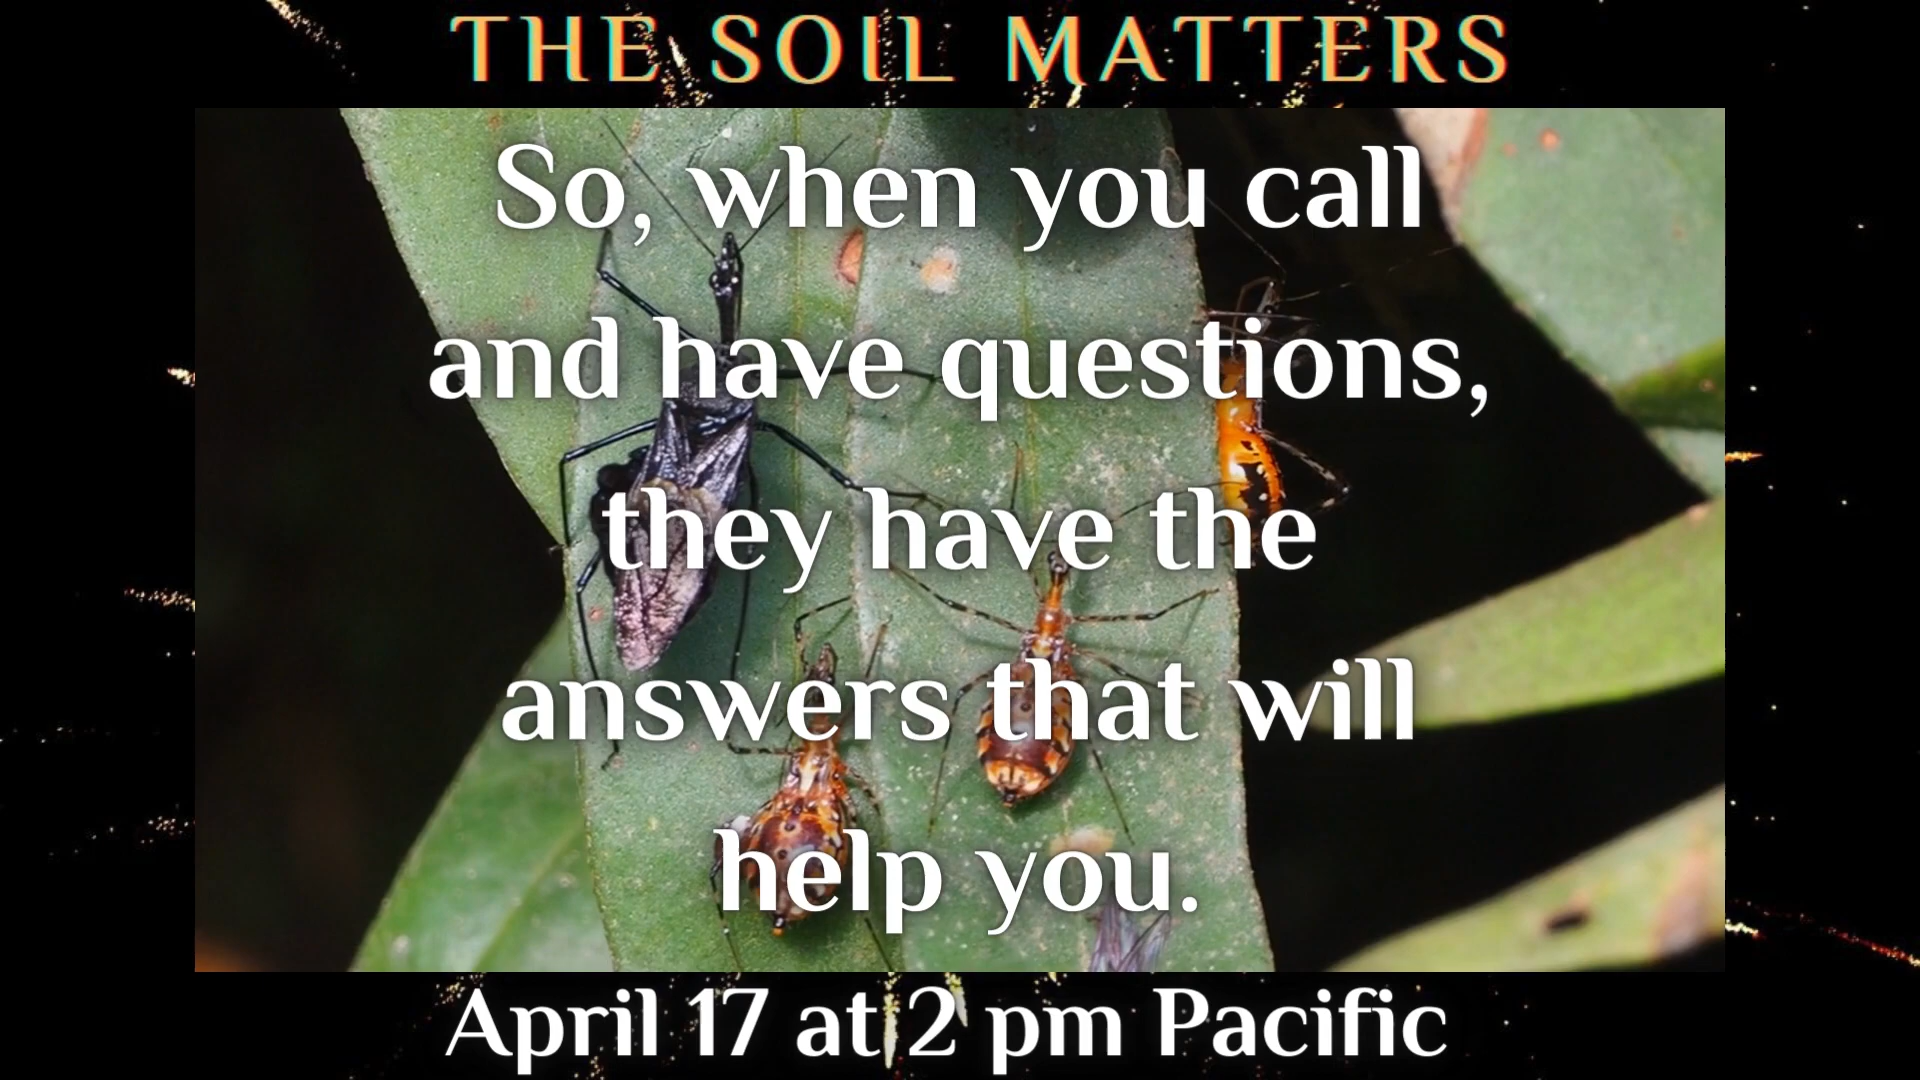 THE SOIL MATTERS
So, when you call
and have questions,
they have the
answers that will
help you.
April 17 at 2 pm Pacific